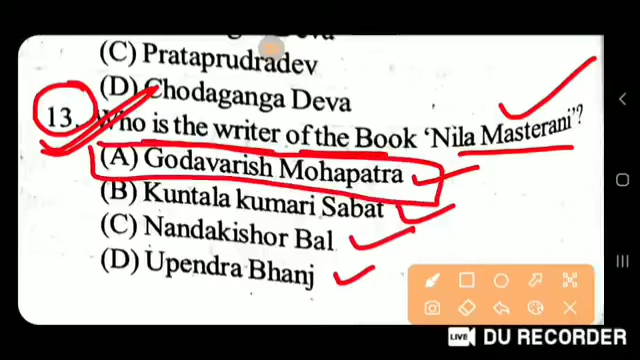 (C) Prataprudradev
(D) Chodaganga Deva
13. Who is the writer of the Book 'Nila Masterani'?
(A) Godavarish Mohapatra
(B) Kuntala kumari Sabat
(C) Nandakishor Bal
(D) Upendra Bhanj
LIVE DU RECORDER